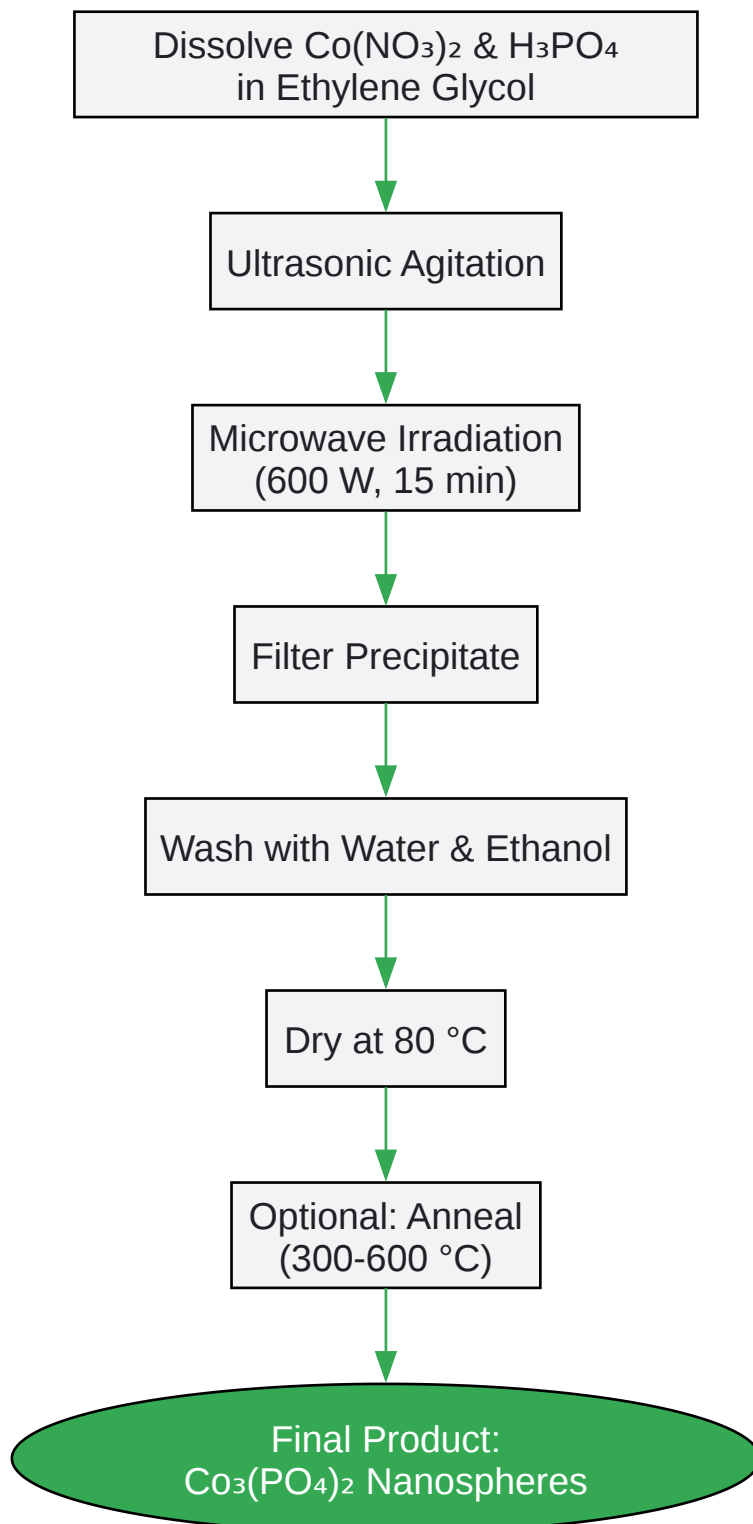 Dissolve Co(NO₃)₂ & H₃PO₄
in Ethylene Glycol
Ultrasonic Agitation
Microwave Irradiation
(600 W, 15 min)
Filter Precipitate
Wash with Water & Ethanol
Dry at 80 °C
Optional: Anneal
(300-600 °C)
Final Product:
Co₃(PO₄)₂ Nanospheres